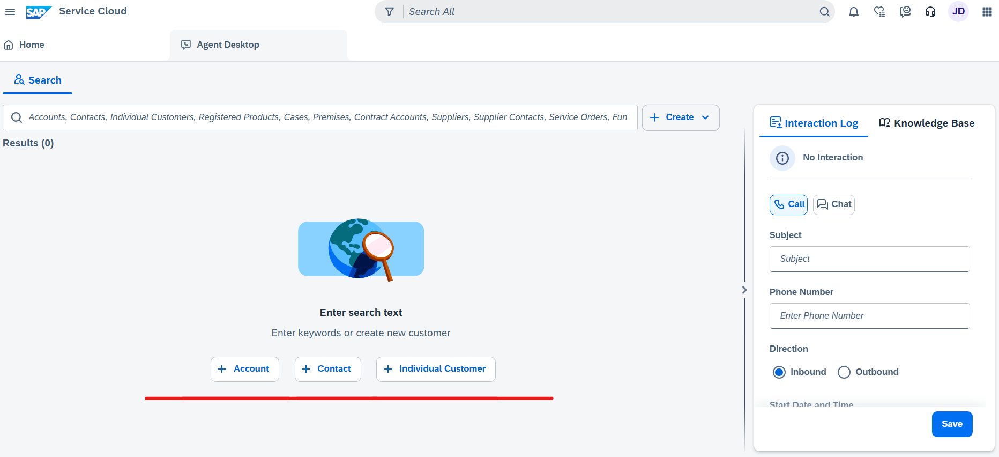 SAP Service Cloud
Search All
JD
Home
Agent Desktop
Search
Accounts, Contacts, Individual Customers, Registered Products, Cases, Premises, Contract Accounts, Suppliers, Supplier Contacts, Service Orders, Fun
Create
Results (0)
Enter search text
Enter keywords or create new customer
Account
Contact
Individual Customer
Interaction Log
Knowledge Base
No Interaction
Call
Chat
Subject
Subject
Phone Number
Enter Phone Number
Direction
Inbound
Outbound
Start Date and Time
Save